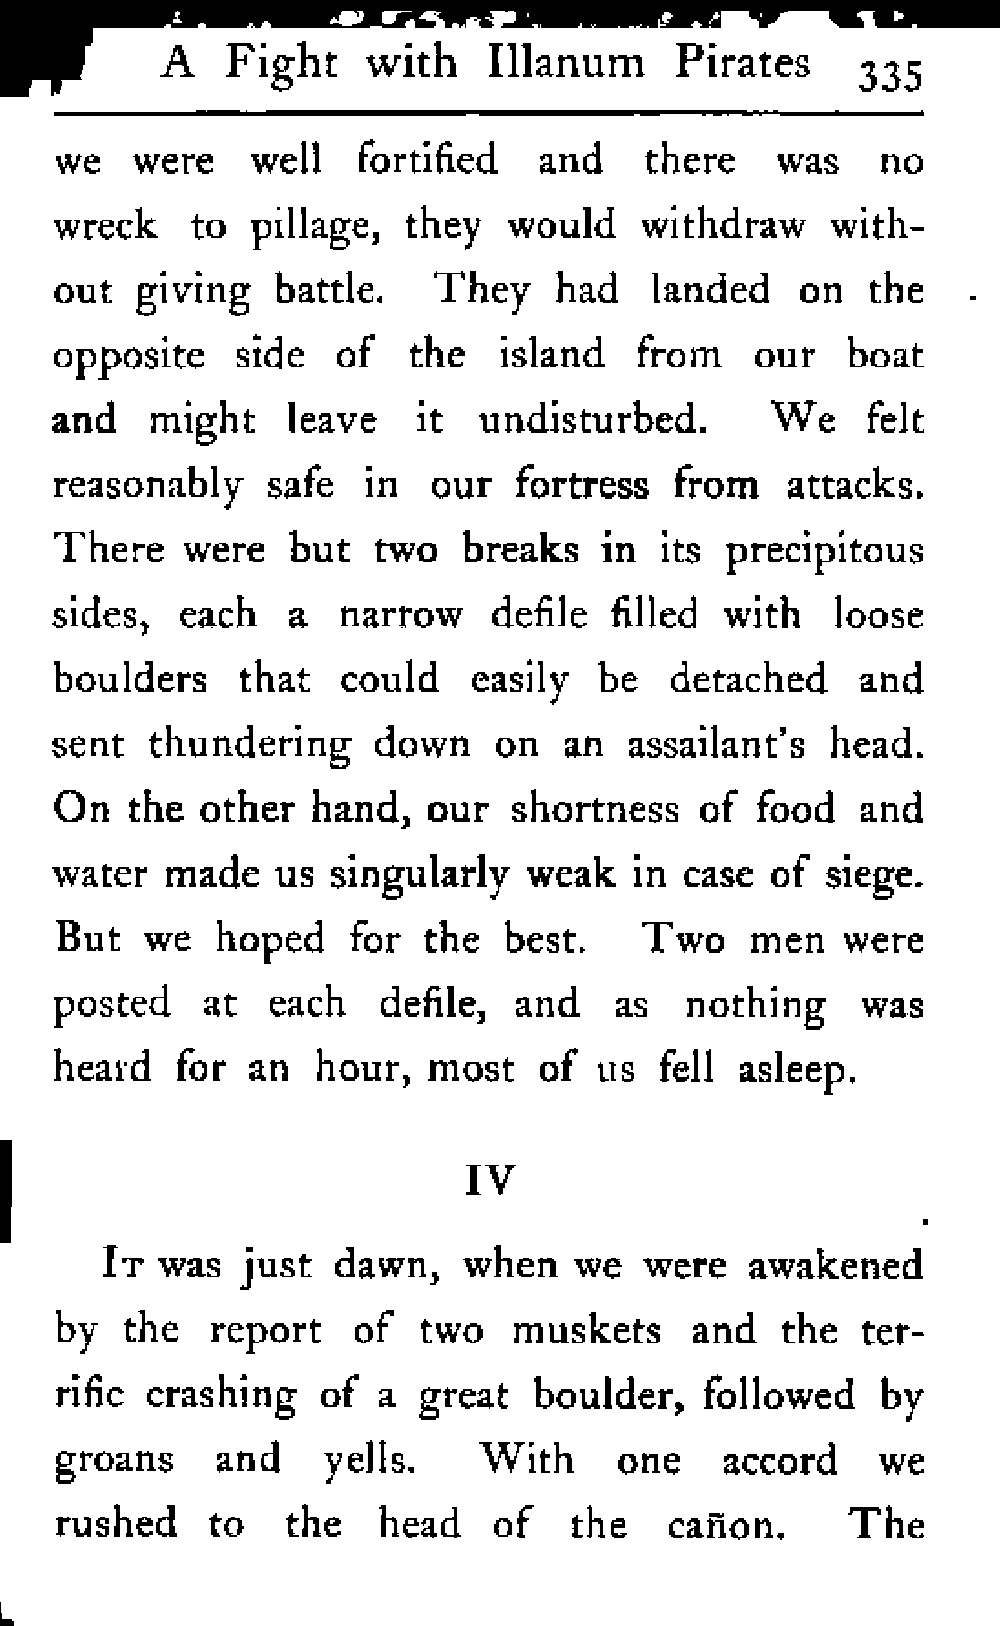 A Fight with Illanum Pirates 335
we were well fortified and there was no
wreck to pillage, they would withdraw with-
out giving battle. They had landed on the
opposite side of the island from our boat
and might leave it undisturbed. We felt
reasonably safe in our fortress from attacks.
There were but two breaks in its precipitous
sides, each a narrow defile filled with loose
boulders that could easily be detached and
sent thundering down on an assailant's head.
On the other hand, our shortness of food and
water made us singularly weak in case of siege.
But we hoped for the best. Two men were
posted at each defile, and as nothing was
heard for an hour, most of us fell asleep.
IV
IT was just dawn, when we were awakened
by the report of two muskets and the ter-
rific crashing of a great boulder, followed by
groans and yells. With one accord we
rushed to the head of the cañon. The